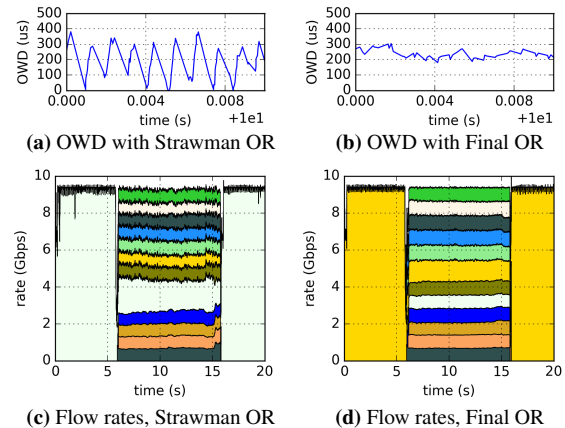 500
400
300
200
100
0
OWD (us)
0.000
0.004
0.008
time (s)
+1e1
(a) OWD with Strawman OR
500
400
300
200
100
0
OWD (us)
0.000
0.004
0.008
time (s)
+1e1
(b) OWD with Final OR
10
8
6
4
2
0
rate (Gbps)
0
5
10
15
20
time (s)
(c) Flow rates, Strawman OR
10
8
6
4
2
0
rate (Gbps)
0
5
10
15
20
time (s)
(d) Flow rates, Final OR